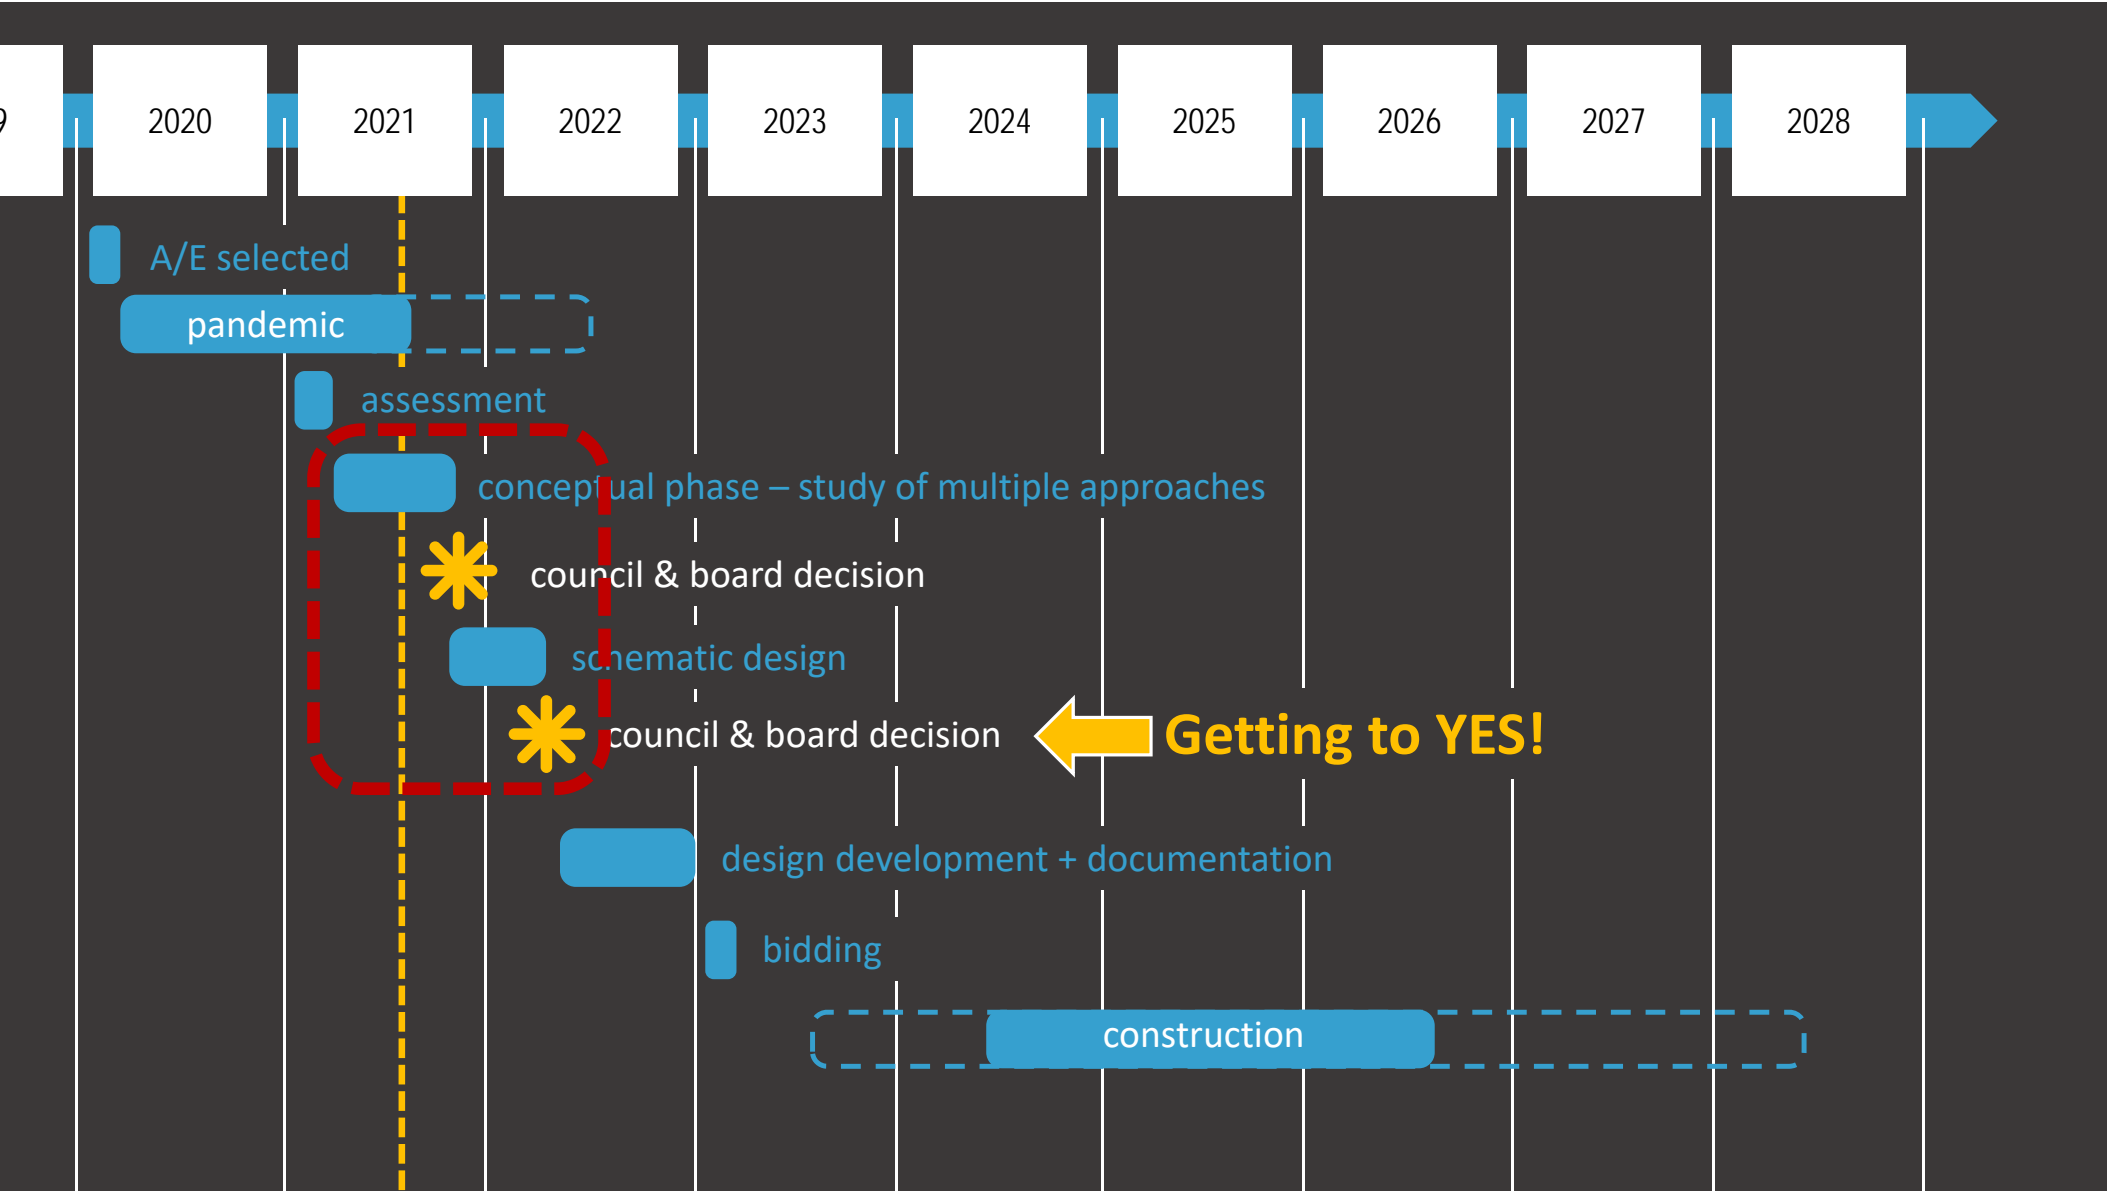 9 2020 2021 2022 2023 2024 2025 2026 2027 2028
A/E selected
pandemic
assessment
conceptual phase – study of multiple approaches
council & board decision
schematic design
council & board decision Getting to YES!
design development + documentation
bidding
construction